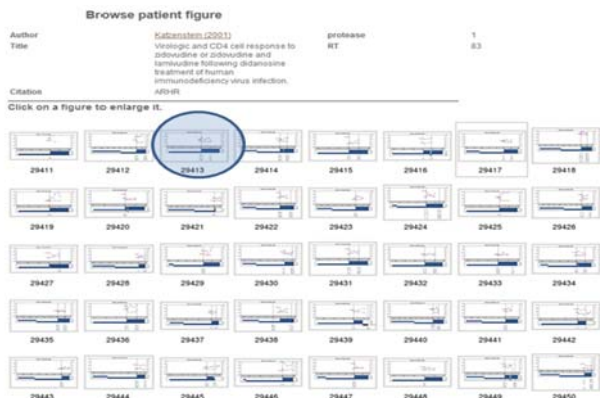 Browse patient figure
Author Katzenstein (2001) protease 1
Title Virologic and CD4 cell response to RT 83
zidovudine or zidovudine and
lamivudine following didanosine
treatment of human
immunodeficiency virus infection.
Citation ARHR
Click on a figure to enlarge it.
29411 29412 29413 29414 29415 29416 29417 29418
29419 29420 29421 29422 29423 29424 29425 29426
29427 29428 29429 29430 29431 29432 29433 29434
29435 29436 29437 29438 29439 29440 29441 29442
29443 29444 29445 29446 29447 29448 29449 29450